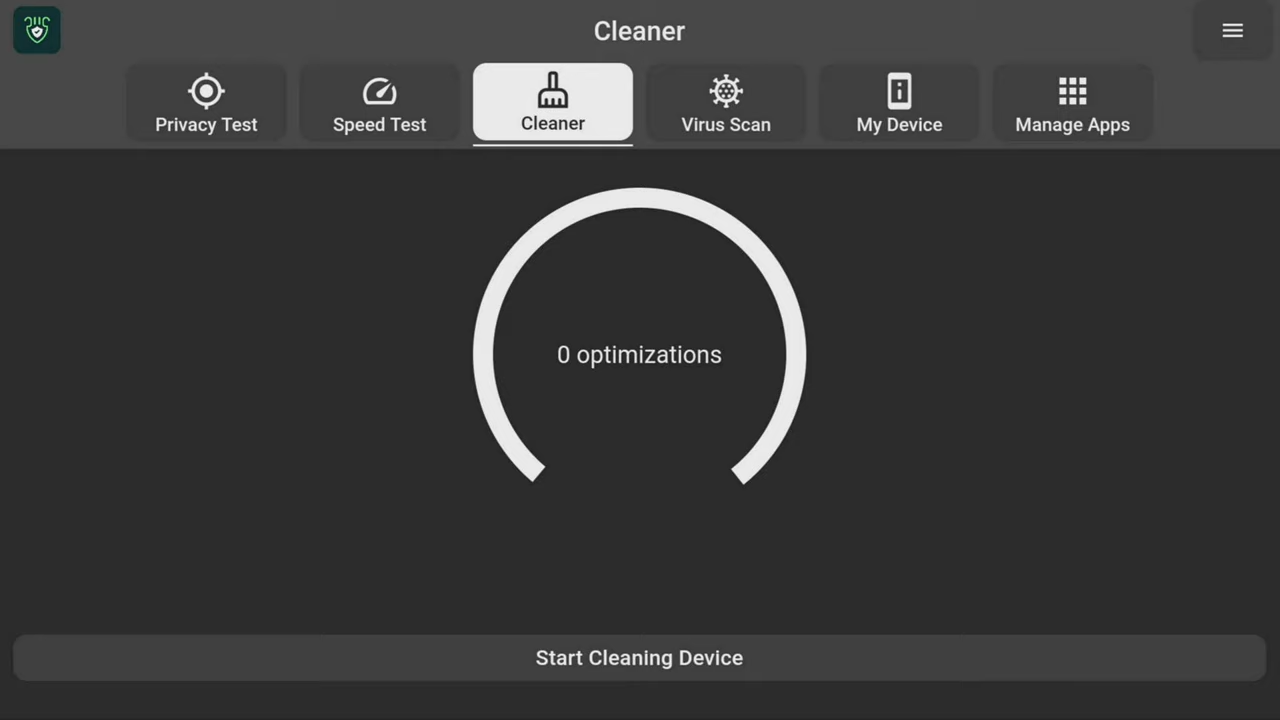 Cleaner
Privacy Test
Speed Test
Cleaner
Virus Scan
My Device
Manage Apps
0 optimizations
Start Cleaning Device